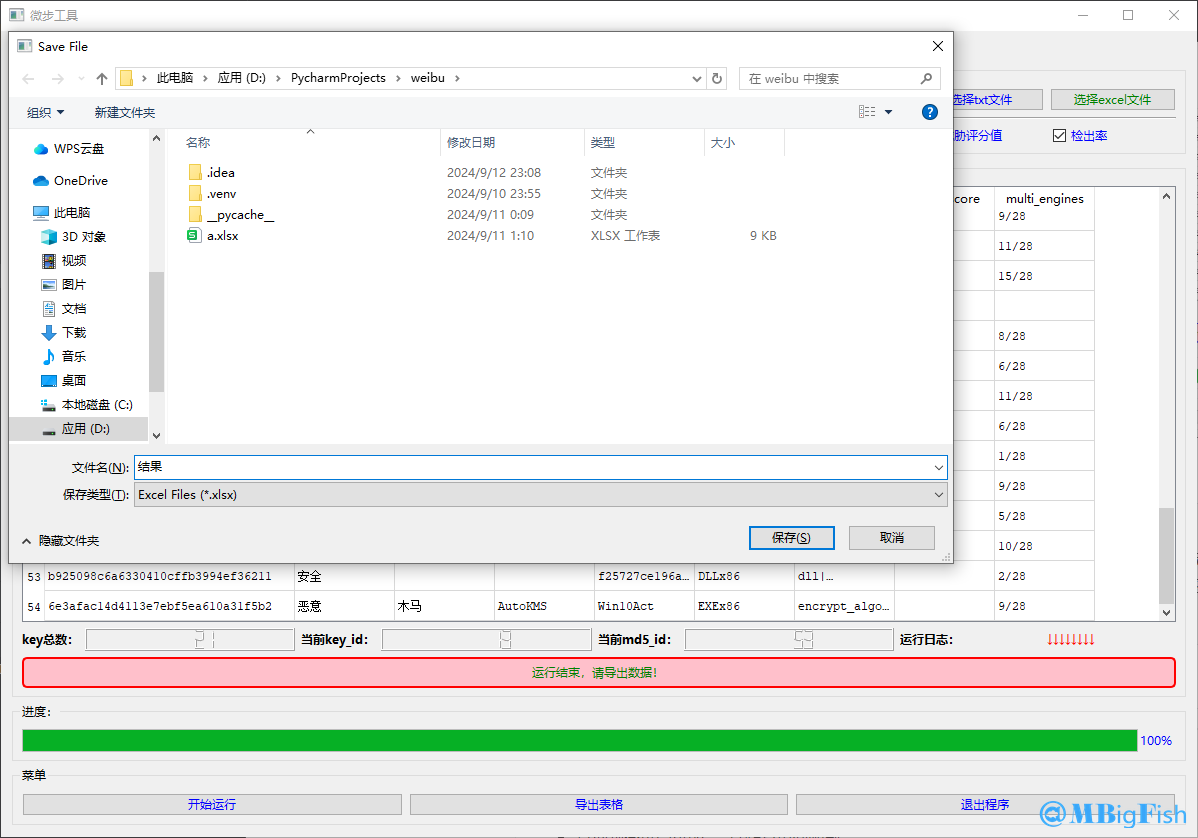 微步工具
Save File
此电脑 > 应用 (D:) > PycharmProjects > weibu >
在 weibu 中搜索
选择txt文件 选择excel文件
组织 新建文件夹
检出率
WPS云盘
OneDrive
此电脑
3D 对象
视频
图片
文档
下载
音乐
桌面
本地磁盘 (C:)
应用 (D:)
名称 修改日期 类型 大小
.idea 2024/9/12 23:08 文件夹
.venv 2024/9/10 23:55 文件夹
__pycache__ 2024/9/11 0:09 文件夹
a.xlsx 2024/9/11 1:10 XLSX 工作表 9 KB
core multi_engines
9/28
11/28
15/28
8/28
6/28
11/28
6/28
1/28
9/28
5/28
10/28
文件名(N): 结果
保存类型(T): Excel Files (*.xlsx)
隐藏文件夹 保存(S) 取消
53 b925098c6a6330410cffb3994ef36211 安全 f25727ce196a... DLLx86 dll|... 2/28
54 6e3afac14d4113e7ebf5ea610a31f5b2 恶意 木马 AutoKMS Win10Act EXEx86 encrypt_algo... 9/28
key总数: 21 当前key_id: 当前md5_id: 运行日志: ↓↓↓↓↓↓↓↓
运行结束，请导出数据!
进度:
100%
菜单
开始运行 导出表格 退出程序
@MBigFish